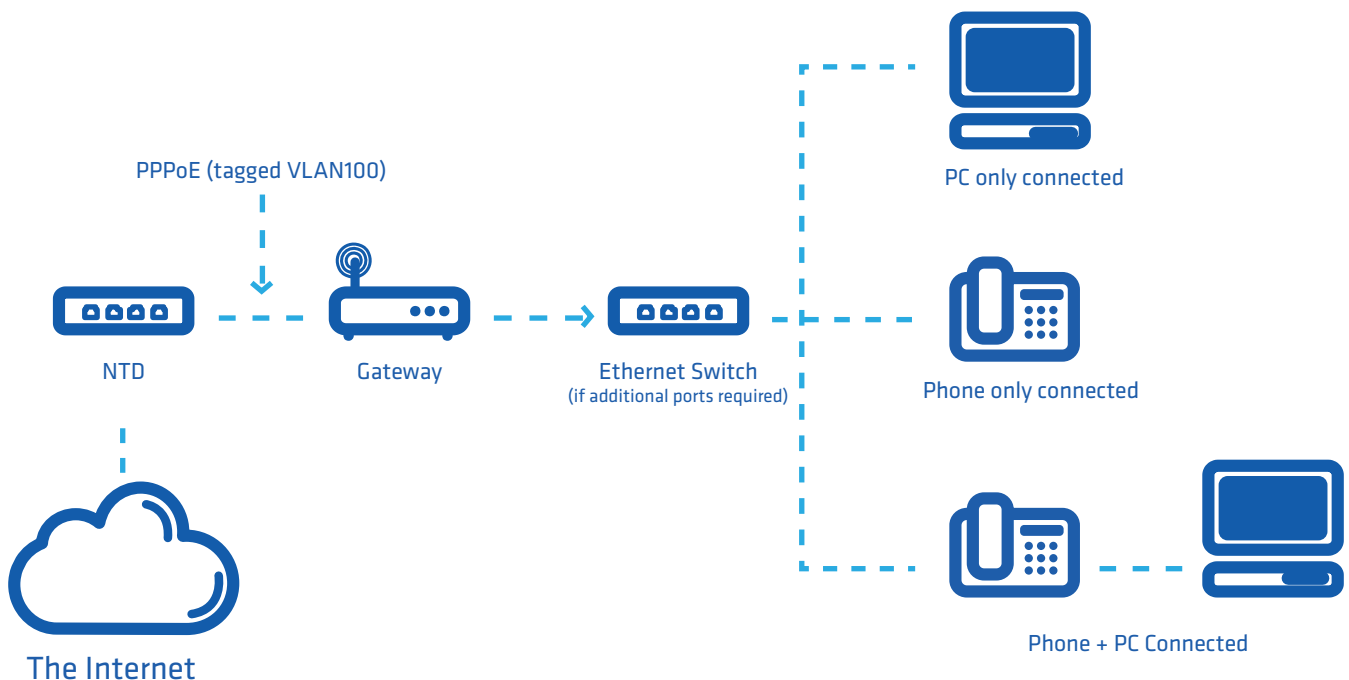 PPPoE (tagged VLAN100)
PC only connected
NTD
Gateway
Ethernet Switch
(if additional ports required)
Phone only connected
Phone + PC Connected
The Internet